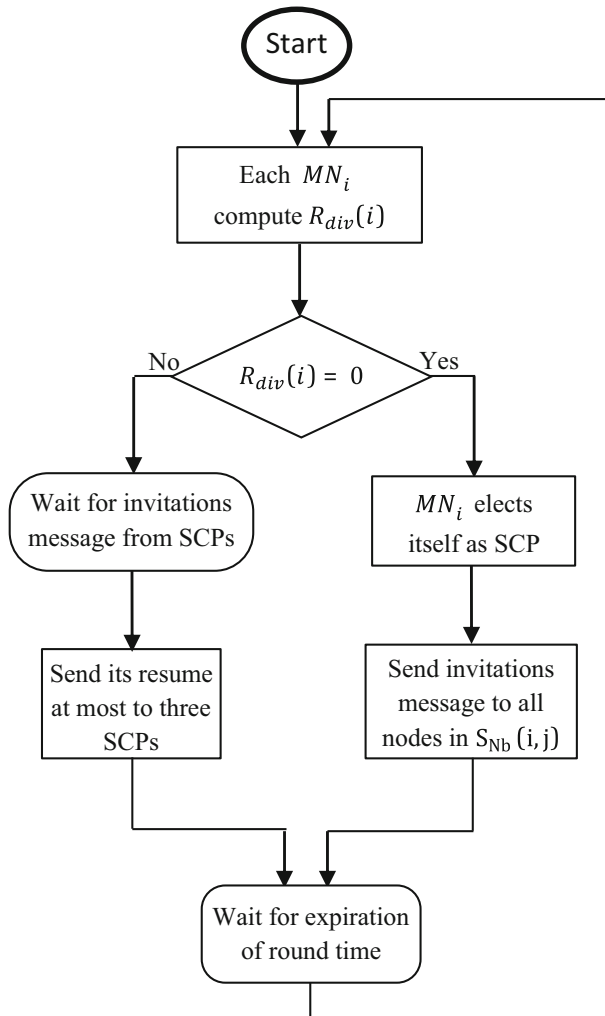 Start
Each MN_i
compute R_div(i)
R_div(i) = 0
No
Yes
Wait for invitations
message from SCPs
MN_i elects
itself as SCP
Send its resume
at most to three
SCPs
Send invitations
message to all
nodes in S_Nb (i, j)
Wait for expiration
of round time